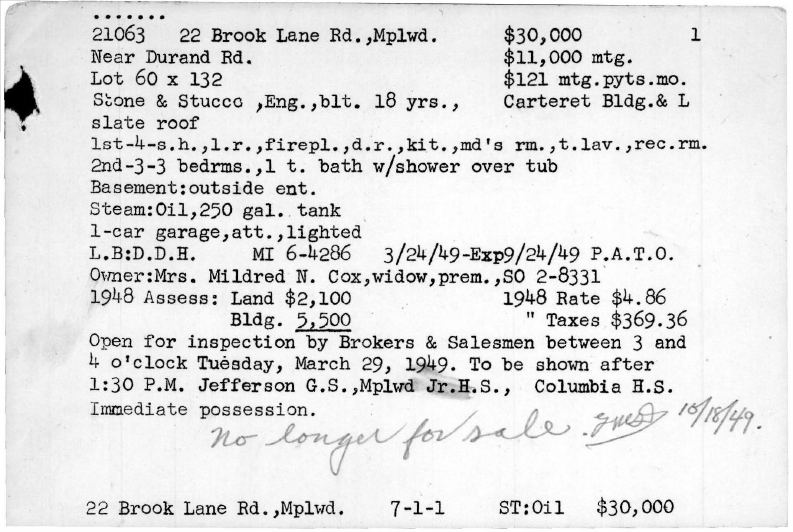 .......
21063 22 Brook Lane Rd.,Mplwd. $30,000 1
Near Durand Rd. $11,000 mtg.
Lot 60 x 132 $121 mtg.pyts.mo.
Stone & Stucco ,Eng.,blt. 18 yrs., Carteret Bldg.& L
slate roof
1st-4-s.h.,l.r.,firepl.,d.r.,kit.,md's rm.,t.lav.,rec.rm.
2nd-3-3 bedrms.,1 t. bath w/shower over tub
Basement:outside ent.
Steam:Oil,250 gal. tank
1-car garage,att.,lighted
L.B:D.D.H. MI 6-4286 3/24/49-Exp9/24/49 P.A.T.O.
Owner:Mrs. Mildred N. Cox,widow,prem.,SO 2-8331
1948 Assess: Land $2,100 1948 Rate $4.86
Bldg. 5,500 " Taxes $369.36
Open for inspection by Brokers & Salesmen between 3 and
4 o'clock Tuesday, March 29, 1949. To be shown after
1:30 P.M. Jefferson G.S.,Mplwd Jr.H.S., Columbia H.S.
Immediate possession.
no longer for sale. 10/18/49.
22 Brook Lane Rd.,Mplwd. 7-1-1 ST:Oil $30,000